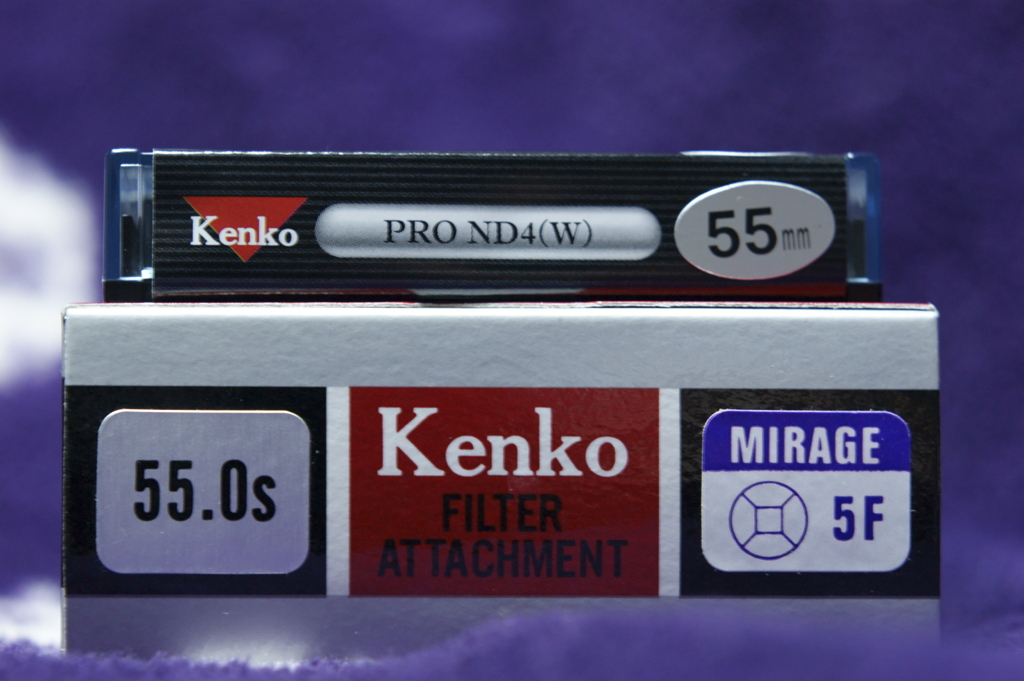 Kenko PRO ND4(W) 55mm
55.0s
Kenko
FILTER
ATTACHMENT
MIRAGE
5F